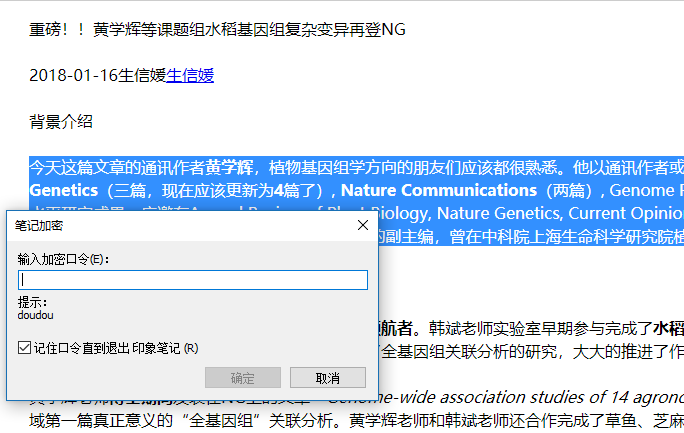 重磅！！黄学辉等课题组水稻基因组复杂变异再登NG
2018-01-16生信媛生信媛
背景介绍
今天这篇文章的通讯作者黄学辉，植物基因组学方向的朋友们应该都很熟悉。他以通讯作者或
Genetics（三篇，现在应该更新为4篇了）, Nature Communications（两篇）, Genome R
of Plant Biology, Nature Genetics, Current Opinion
的副主编，曾在中科院上海生命科学研究院植
笔记加密
输入加密口令(E):
提示:
doudou
记住口令直到退出 印象笔记 (R)
确定
取消
领航者。韩斌老师实验室早期参与完成了水稻
全基因组关联分析的研究，大大的推进了作
Genome-wide association studies of 14 agrono
域第一篇真正意义的“全基因组”关联分析。黄学辉老师和韩斌老师还合作完成了草鱼、芝麻